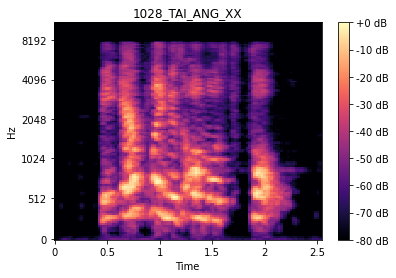 1028_TAI_ANG_XX
8192
4096
2048
1024
512
0
Hz
0
0.5
1
1.5
2
2.5
Time
+0 dB
-10 dB
-20 dB
-30 dB
-40 dB
-50 dB
-60 dB
-70 dB
-80 dB